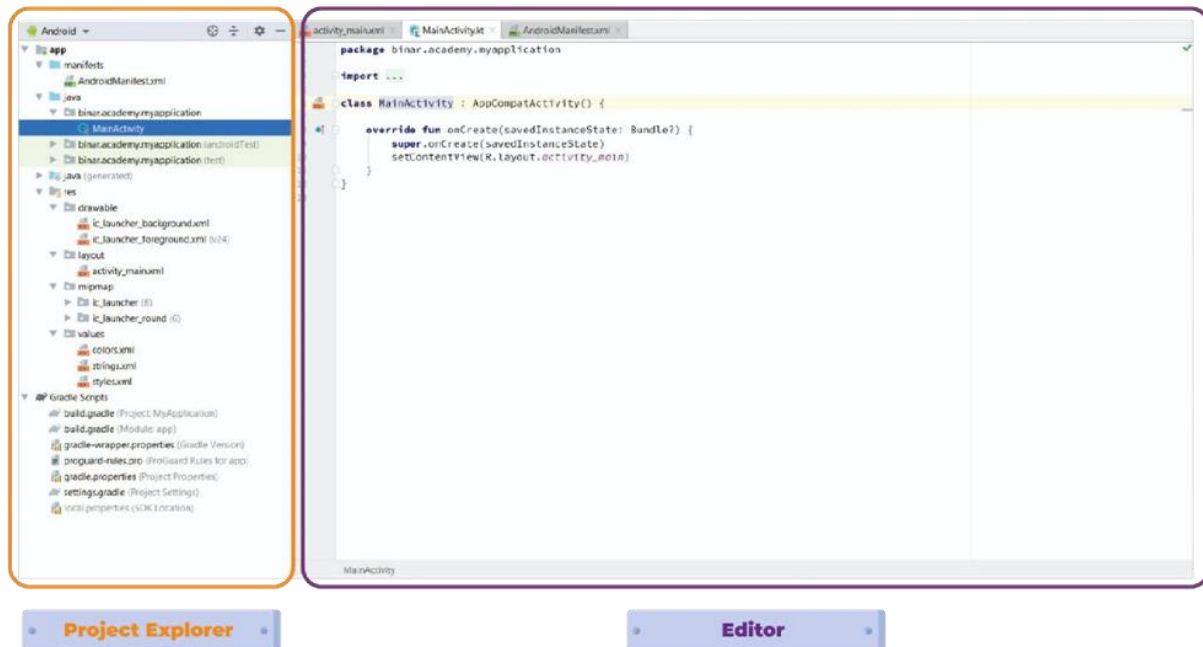 Android
app
manifests
AndroidManifest.xml
java
binar.academy.myapplication
MainActivity
binar.academy.myapplication (androidTest)
binar.academy.myapplication (test)
java (generated)
res
drawable
ic_launcher_background.xml
ic_launcher_foreground.xml (v24)
layout
activity_main.xml
mipmap
ic_launcher (6)
ic_launcher_round (6)
values
colors.xml
strings.xml
styles.xml
Gradle Scripts
build.gradle (Project: MyApplication)
build.gradle (Module: app)
gradle-wrapper.properties (Gradle Version)
proguard-rules.pro (ProGuard Rules for app)
gradle.properties (Project Properties)
settings.gradle (Project Settings)
local.properties (SDK Location)
activity_main.xml
MainActivity.kt
AndroidManifest.xml
package binar.academy.myapplication
import ...
class MainActivity : AppCompatActivity() {
override fun onCreate(savedInstanceState: Bundle?) {
super.onCreate(savedInstanceState)
setContentView(R.layout.activity_main)
}
}
MainActivity
Project Explorer
Editor